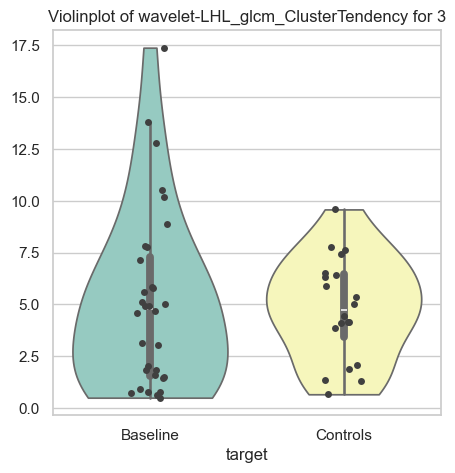 Violinplot of wavelet-LHL_glcm_ClusterTendency for 3
17.5
15.0
12.5
10.0
7.5
5.0
2.5
0.0
Baseline
Controls
target